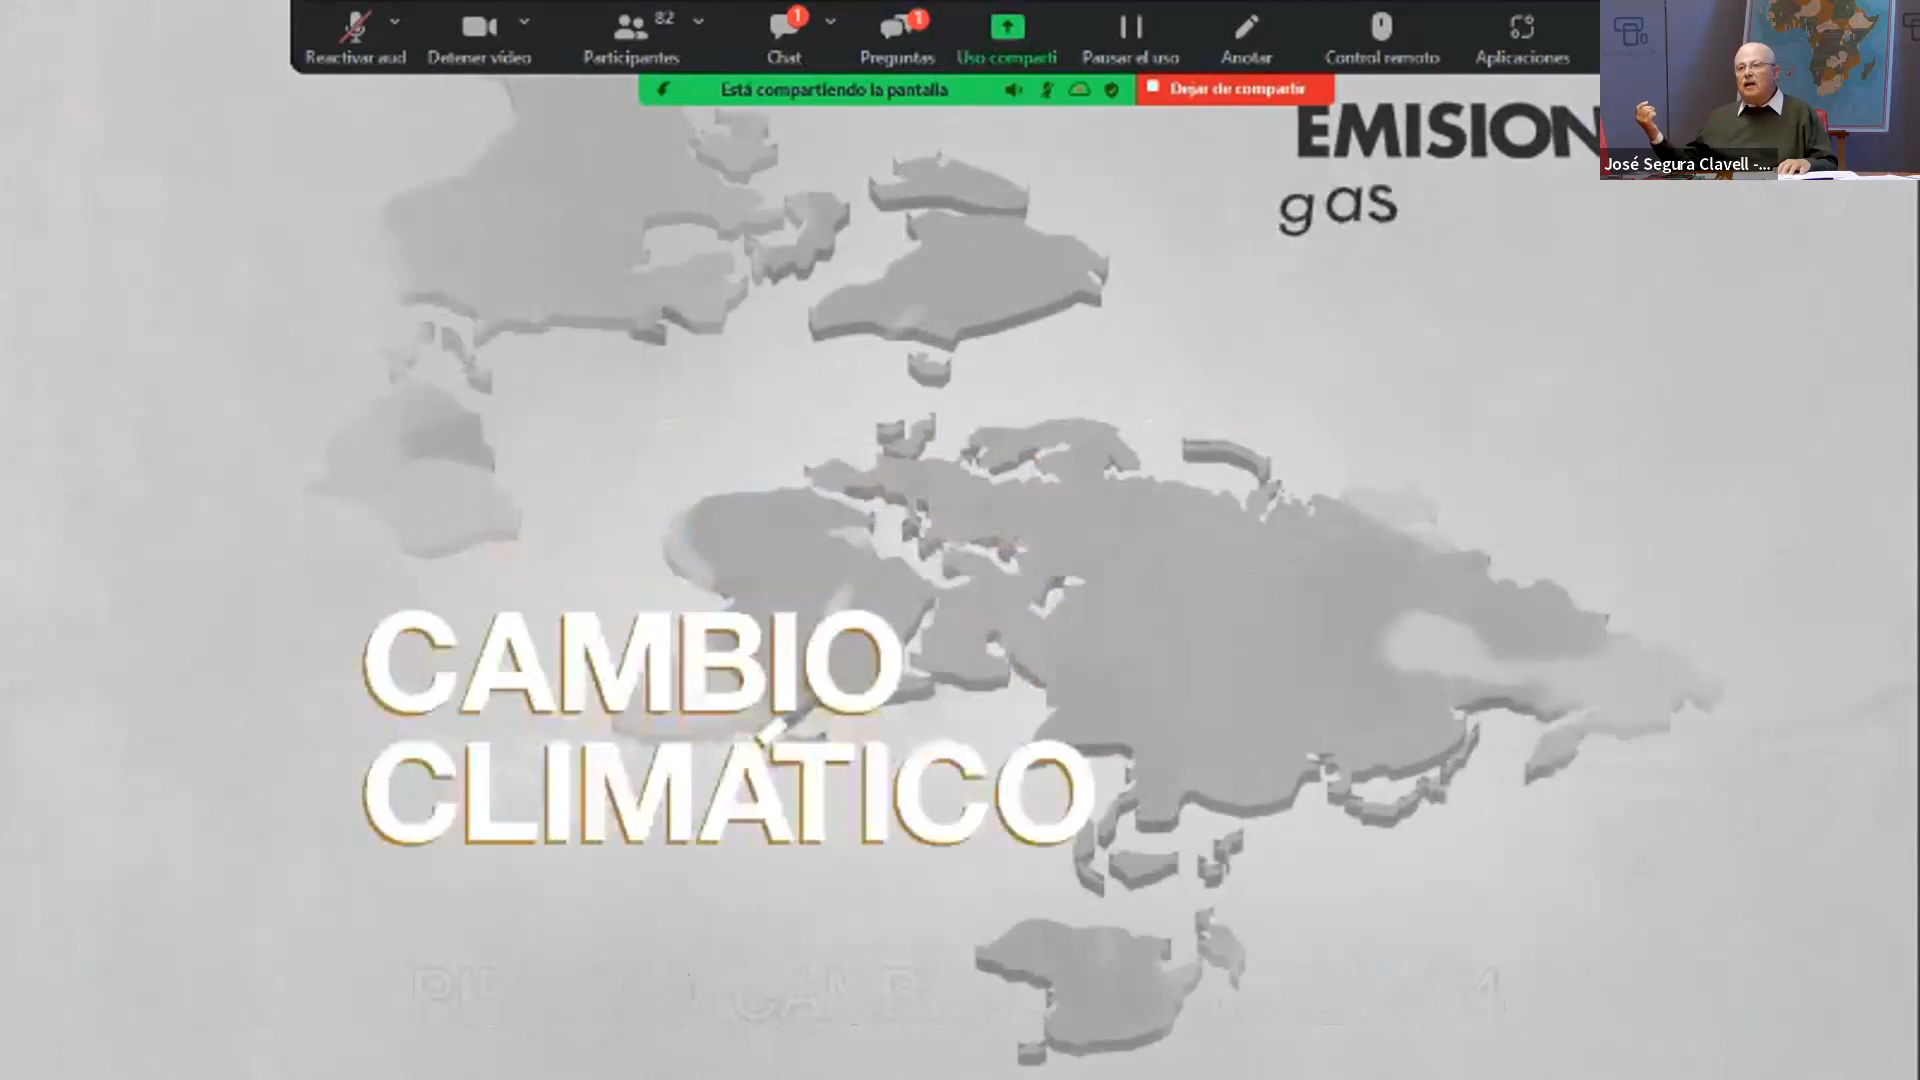 82
1
1
Reactivar aud
Detener vídeo
Participantes
Chat
Preguntas
Uso comparti
Pausar el uso
Anotar
Control remoto
Aplicaciones
Está compartiendo la pantalla
Dejar de compartir
EMISION
gas
José Segura Clavell -...
CAMBIO
CLIMÁTICO